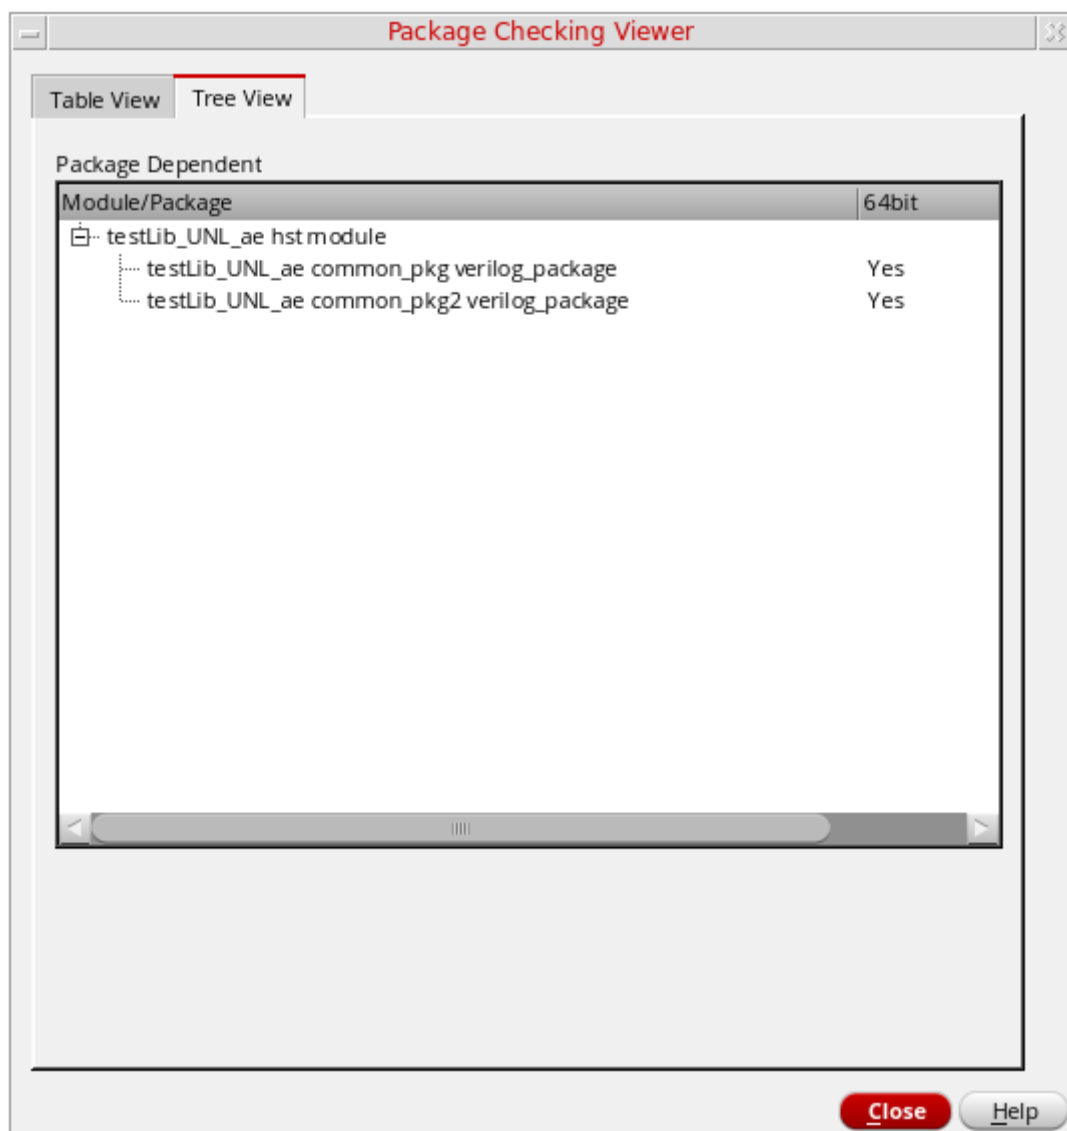 Package Checking Viewer
Table View Tree View
Package Dependent
Module/Package 64bit
testLib_UNL_ae hst module
testLib_UNL_ae common_pkg verilog_package Yes
testLib_UNL_ae common_pkg2 verilog_package Yes
Close Help